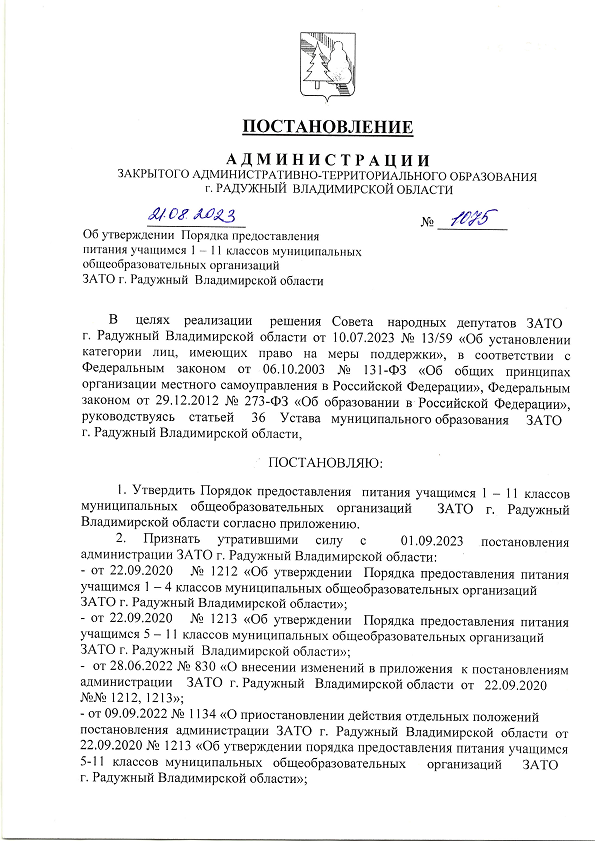 ПОСТАНОВЛЕНИЕ
АДМИНИСТРАЦИИ
ЗАКРЫТОГО АДМИНИСТРАТИВНО-ТЕРРИТОРИАЛЬНОГО ОБРАЗОВАНИЯ
г. РАДУЖНЫЙ ВЛАДИМИРСКОЙ ОБЛАСТИ
21.08.2023 № 1075
Об утверждении Порядка предоставления
питания учащимся 1 – 11 классов муниципальных
общеобразовательных организаций
ЗАТО г. Радужный Владимирской области
В целях реализации решения Совета народных депутатов ЗАТО
г. Радужный Владимирской области от 10.07.2023 № 13/59 «Об установлении
категории лиц, имеющих право на меры поддержки», в соответствии с
Федеральным законом от 06.10.2003 № 131-ФЗ «Об общих принципах
организации местного самоуправления в Российской Федерации», Федеральным
законом от 29.12.2012 № 273-ФЗ «Об образовании в Российской Федерации»,
руководствуясь статьей 36 Устава муниципального образования ЗАТО
г. Радужный Владимирской области,
ПОСТАНОВЛЯЮ:
1. Утвердить Порядок предоставления питания учащимся 1 – 11 классов
муниципальных общеобразовательных организаций ЗАТО г. Радужный
Владимирской области согласно приложению.
2. Признать утратившими силу с 01.09.2023 постановления
администрации ЗАТО г. Радужный Владимирской области:
- от 22.09.2020 № 1212 «Об утверждении Порядка предоставления питания
учащимся 1 – 4 классов муниципальных общеобразовательных организаций
ЗАТО г. Радужный Владимирской области»;
- от 22.09.2020 № 1213 «Об утверждении Порядка предоставления питания
учащимся 5 – 11 классов муниципальных общеобразовательных организаций
ЗАТО г. Радужный Владимирской области»;
- от 28.06.2022 № 830 «О внесении изменений в приложения к постановлениям
администрации ЗАТО г. Радужный Владимирской области от 22.09.2020
№№ 1212, 1213»;
- от 09.09.2022 № 1134 «О приостановлении действия отдельных положений
постановления администрации ЗАТО г. Радужный Владимирской области от
22.09.2020 № 1213 «Об утверждении порядка предоставления питания учащимся
5-11 классов муниципальных общеобразовательных организаций ЗАТО
г. Радужный Владимирской области»;